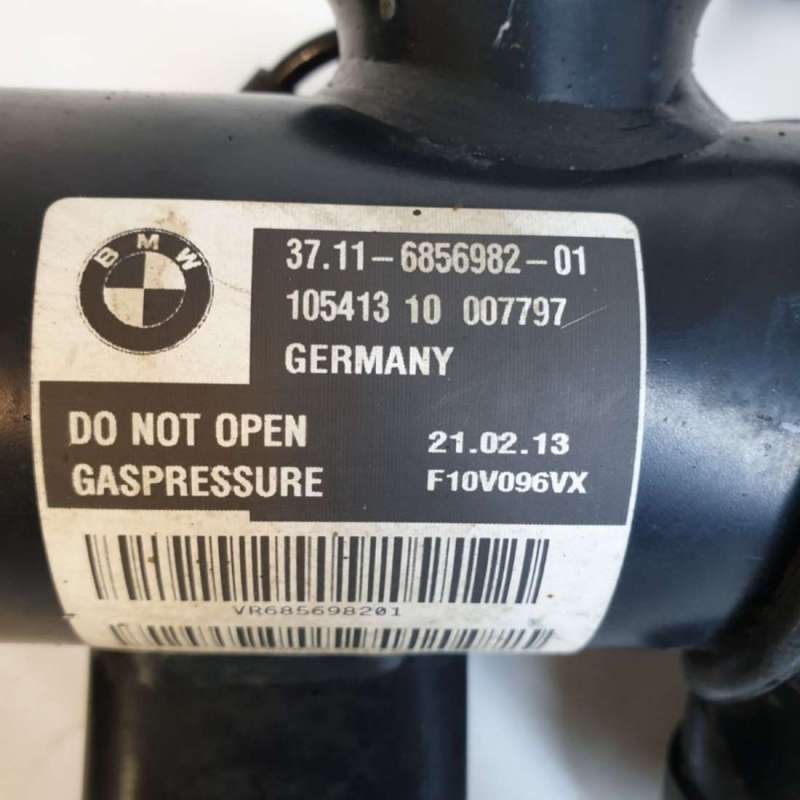 BMW
37.11-6856982-01
105413 10 007797
GERMANY
DO NOT OPEN
21.02.13
GASPRESSURE
F10V096VX
VR685698201